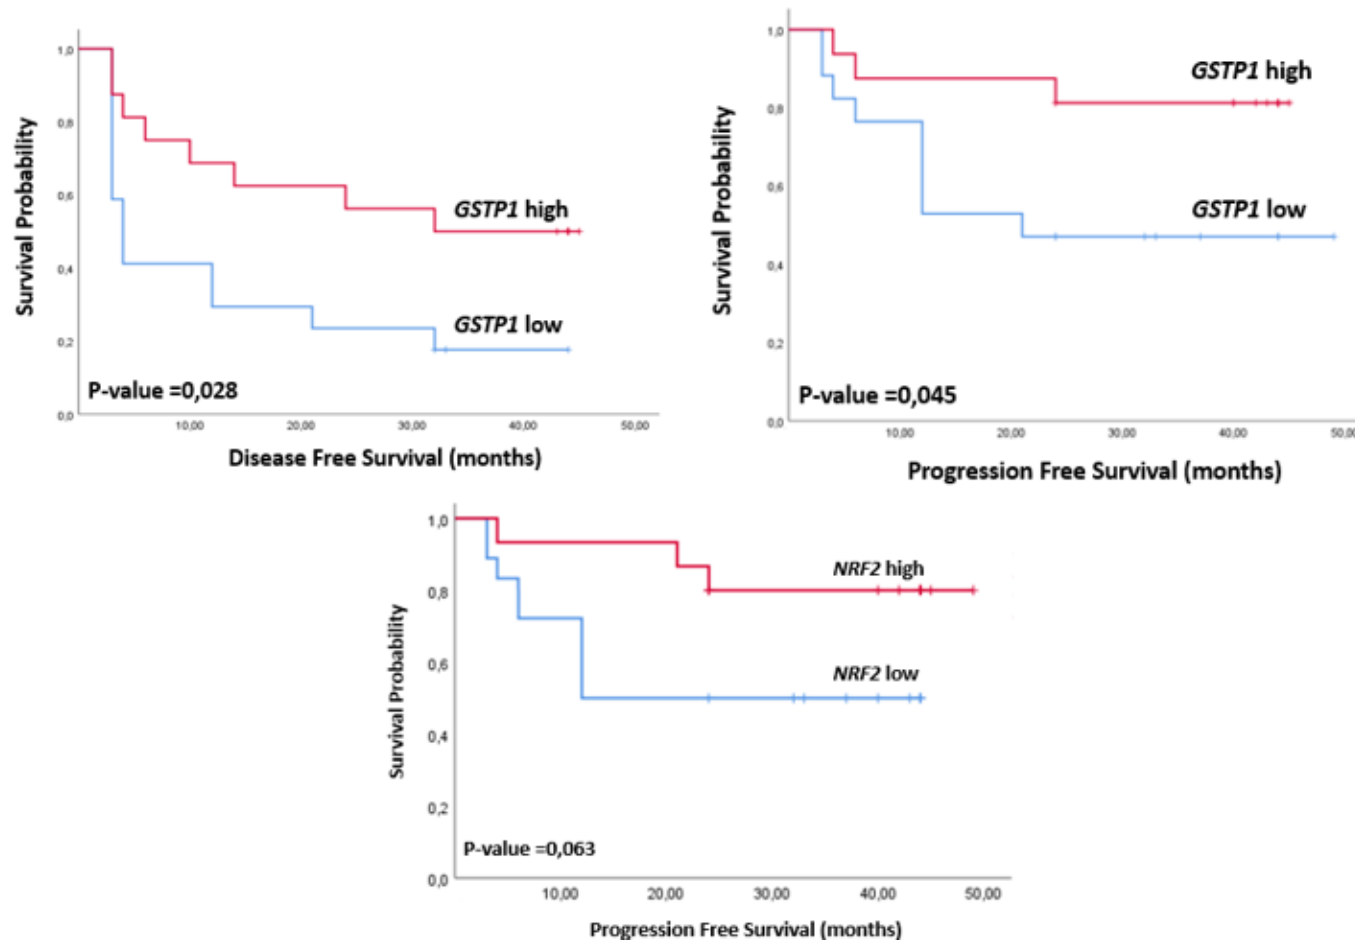 Survival Probability
1,0
0,8
0,6
0,4
0,2
0,0
GSTP1 high
GSTP1 low
P-value =0,028
10,00 20,00 30,00 40,00 50,00
Disease Free Survival (months)
Survival Probability
1,0
0,8
0,6
0,4
0,2
0,0
GSTP1 high
GSTP1 low
P-value =0,045
10,00 20,00 30,00 40,00 50,00
Progression Free Survival (months)
Survival Probability
1,0
0,8
0,6
0,4
0,2
0,0
NRF2 high
NRF2 low
P-value =0,063
10,00 20,00 30,00 40,00 50,00
Progression Free Survival (months)